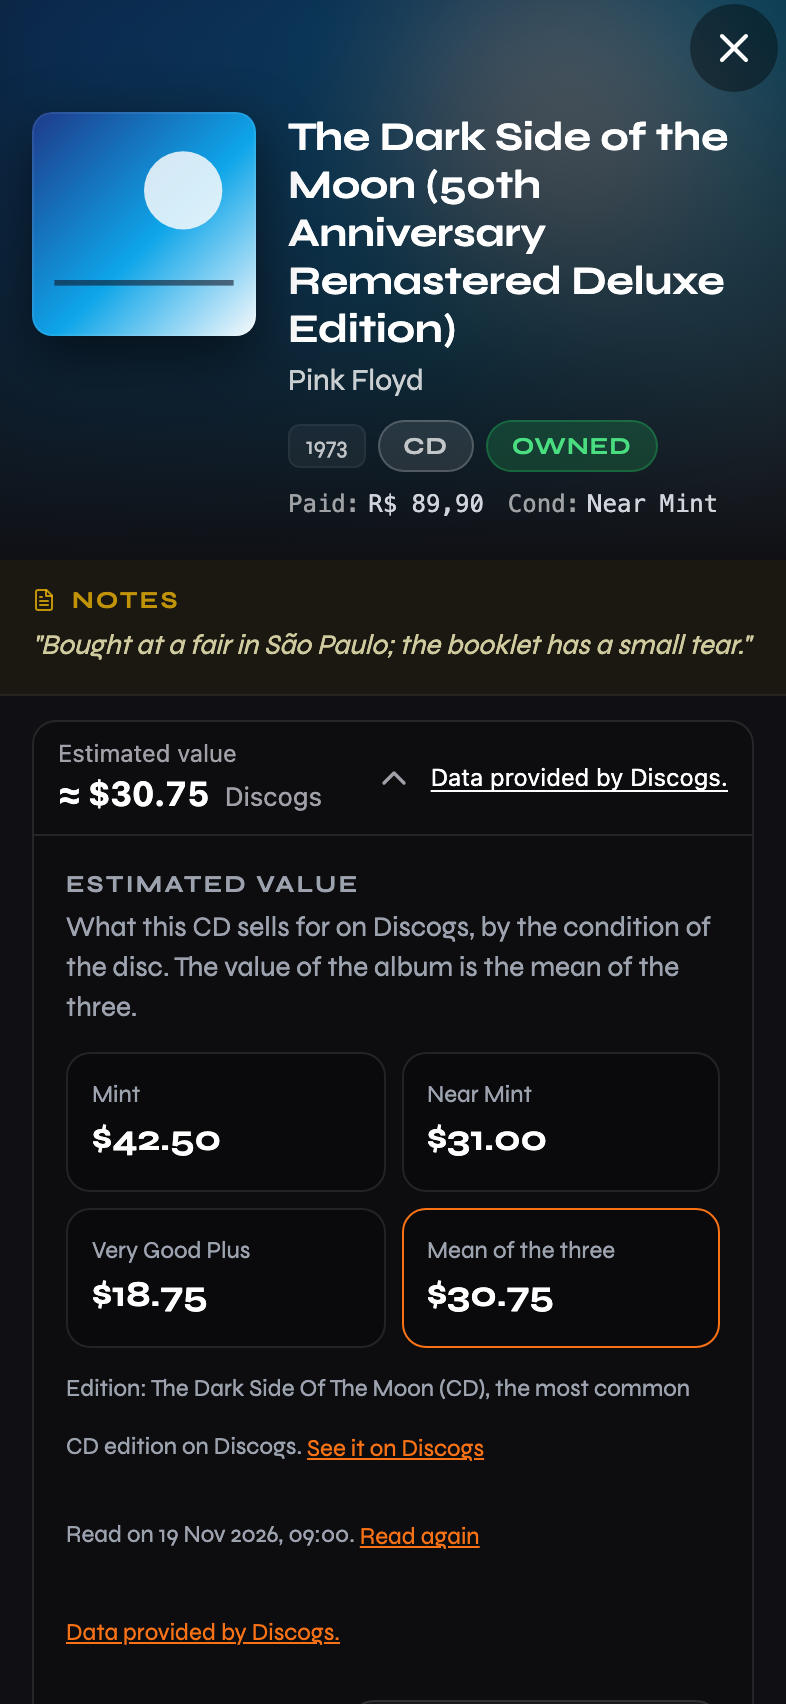 The Dark Side of the
Moon (50th
Anniversary
Remastered Deluxe
Edition)
Pink Floyd
1973 CD OWNED
Paid: R$ 89,90 Cond: Near Mint
NOTES
"Bought at a fair in São Paulo; the booklet has a small tear."
Estimated value
≈ $30.75 Discogs
Data provided by Discogs.
ESTIMATED VALUE
What this CD sells for on Discogs, by the condition of
the disc. The value of the album is the mean of the
three.
Mint
$42.50
Near Mint
$31.00
Very Good Plus
$18.75
Mean of the three
$30.75
Edition: The Dark Side Of The Moon (CD), the most common
CD edition on Discogs. See it on Discogs
Read on 19 Nov 2026, 09:00. Read again
Data provided by Discogs.